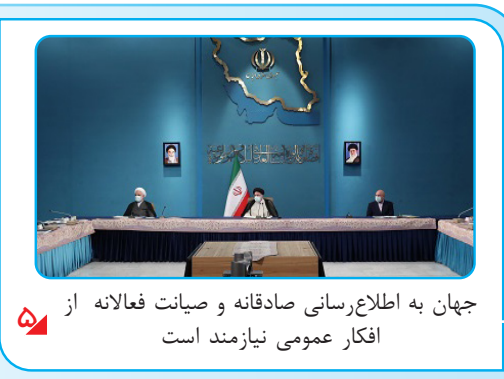 جهان به اطلاع‌رسانی صادقانه و صیانت فعالانه از
افکار عمومی نیازمند است
۵